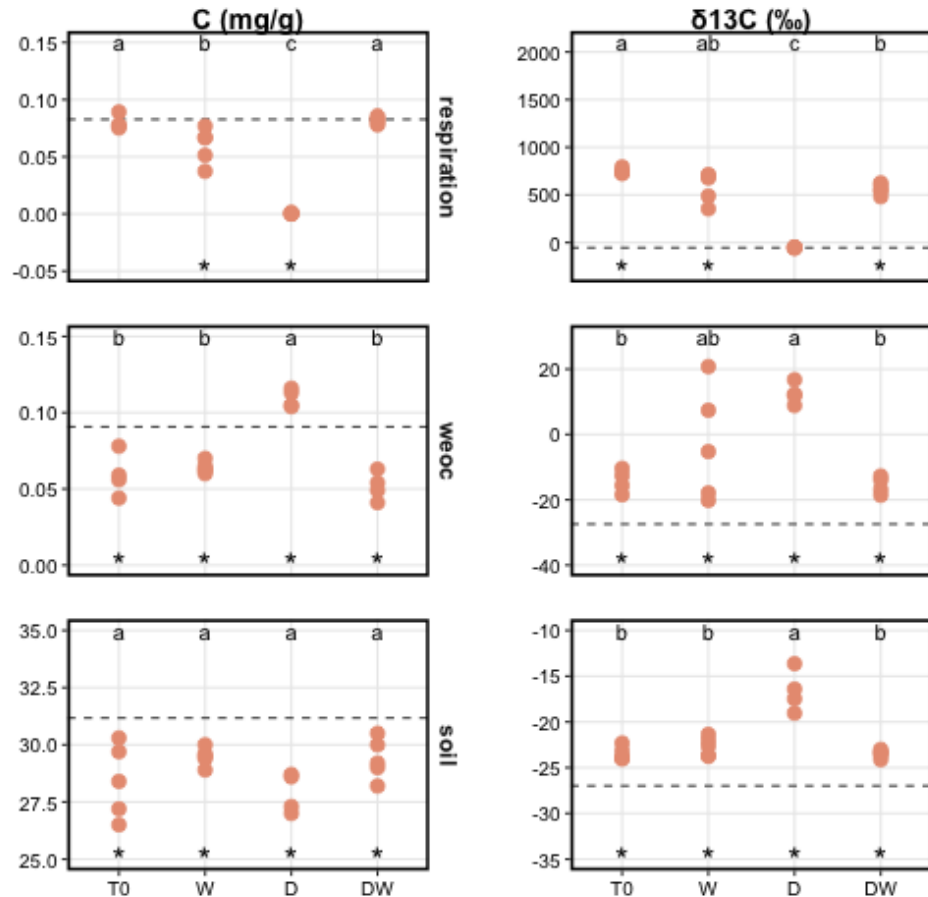 C (mg/g)
δ13C (‰)
0.15
0.10
0.05
0.00
-0.05
a b c a
* *
respiration
2000
1500
1000
500
0
a ab c b
* * *
0.15
0.10
0.05
0.00
b b a b
* * * *
weoc
20
0
-20
-40
b ab a b
* * * *
35.0
32.5
30.0
27.5
25.0
a a a a
* * * *
soil
T0 W D DW
-10
-15
-20
-25
-30
-35
b b a b
* * * *
T0 W D DW